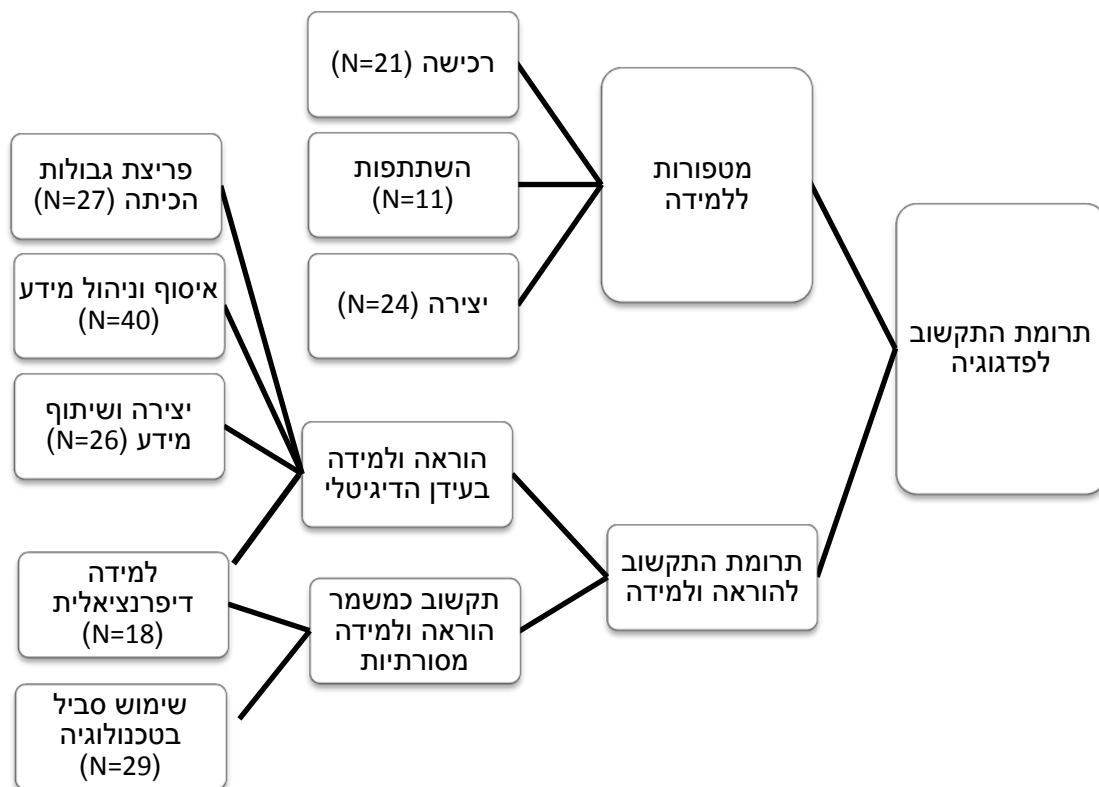 תרומת התקשוב
לפדגוגיה
מטפורות
ללמידה
רכישה (N=21)
השתתפות
(N=11)
יצירה (N=24)
תרומת התקשוב
להוראה ולמידה
הוראה ולמידה
בעידן הדיגיטלי
פריצת גבולות
הכיתה (N=27)
איסוף וניהול מידע
(N=40)
יצירה ושיתוף
מידע (N=26)
תקשוב כמשמר
הוראה ולמידה
מסורתיות
למידה
דיפרנציאלית
(N=18)
שימוש סביל
בטכנולוגיה
(N=29)